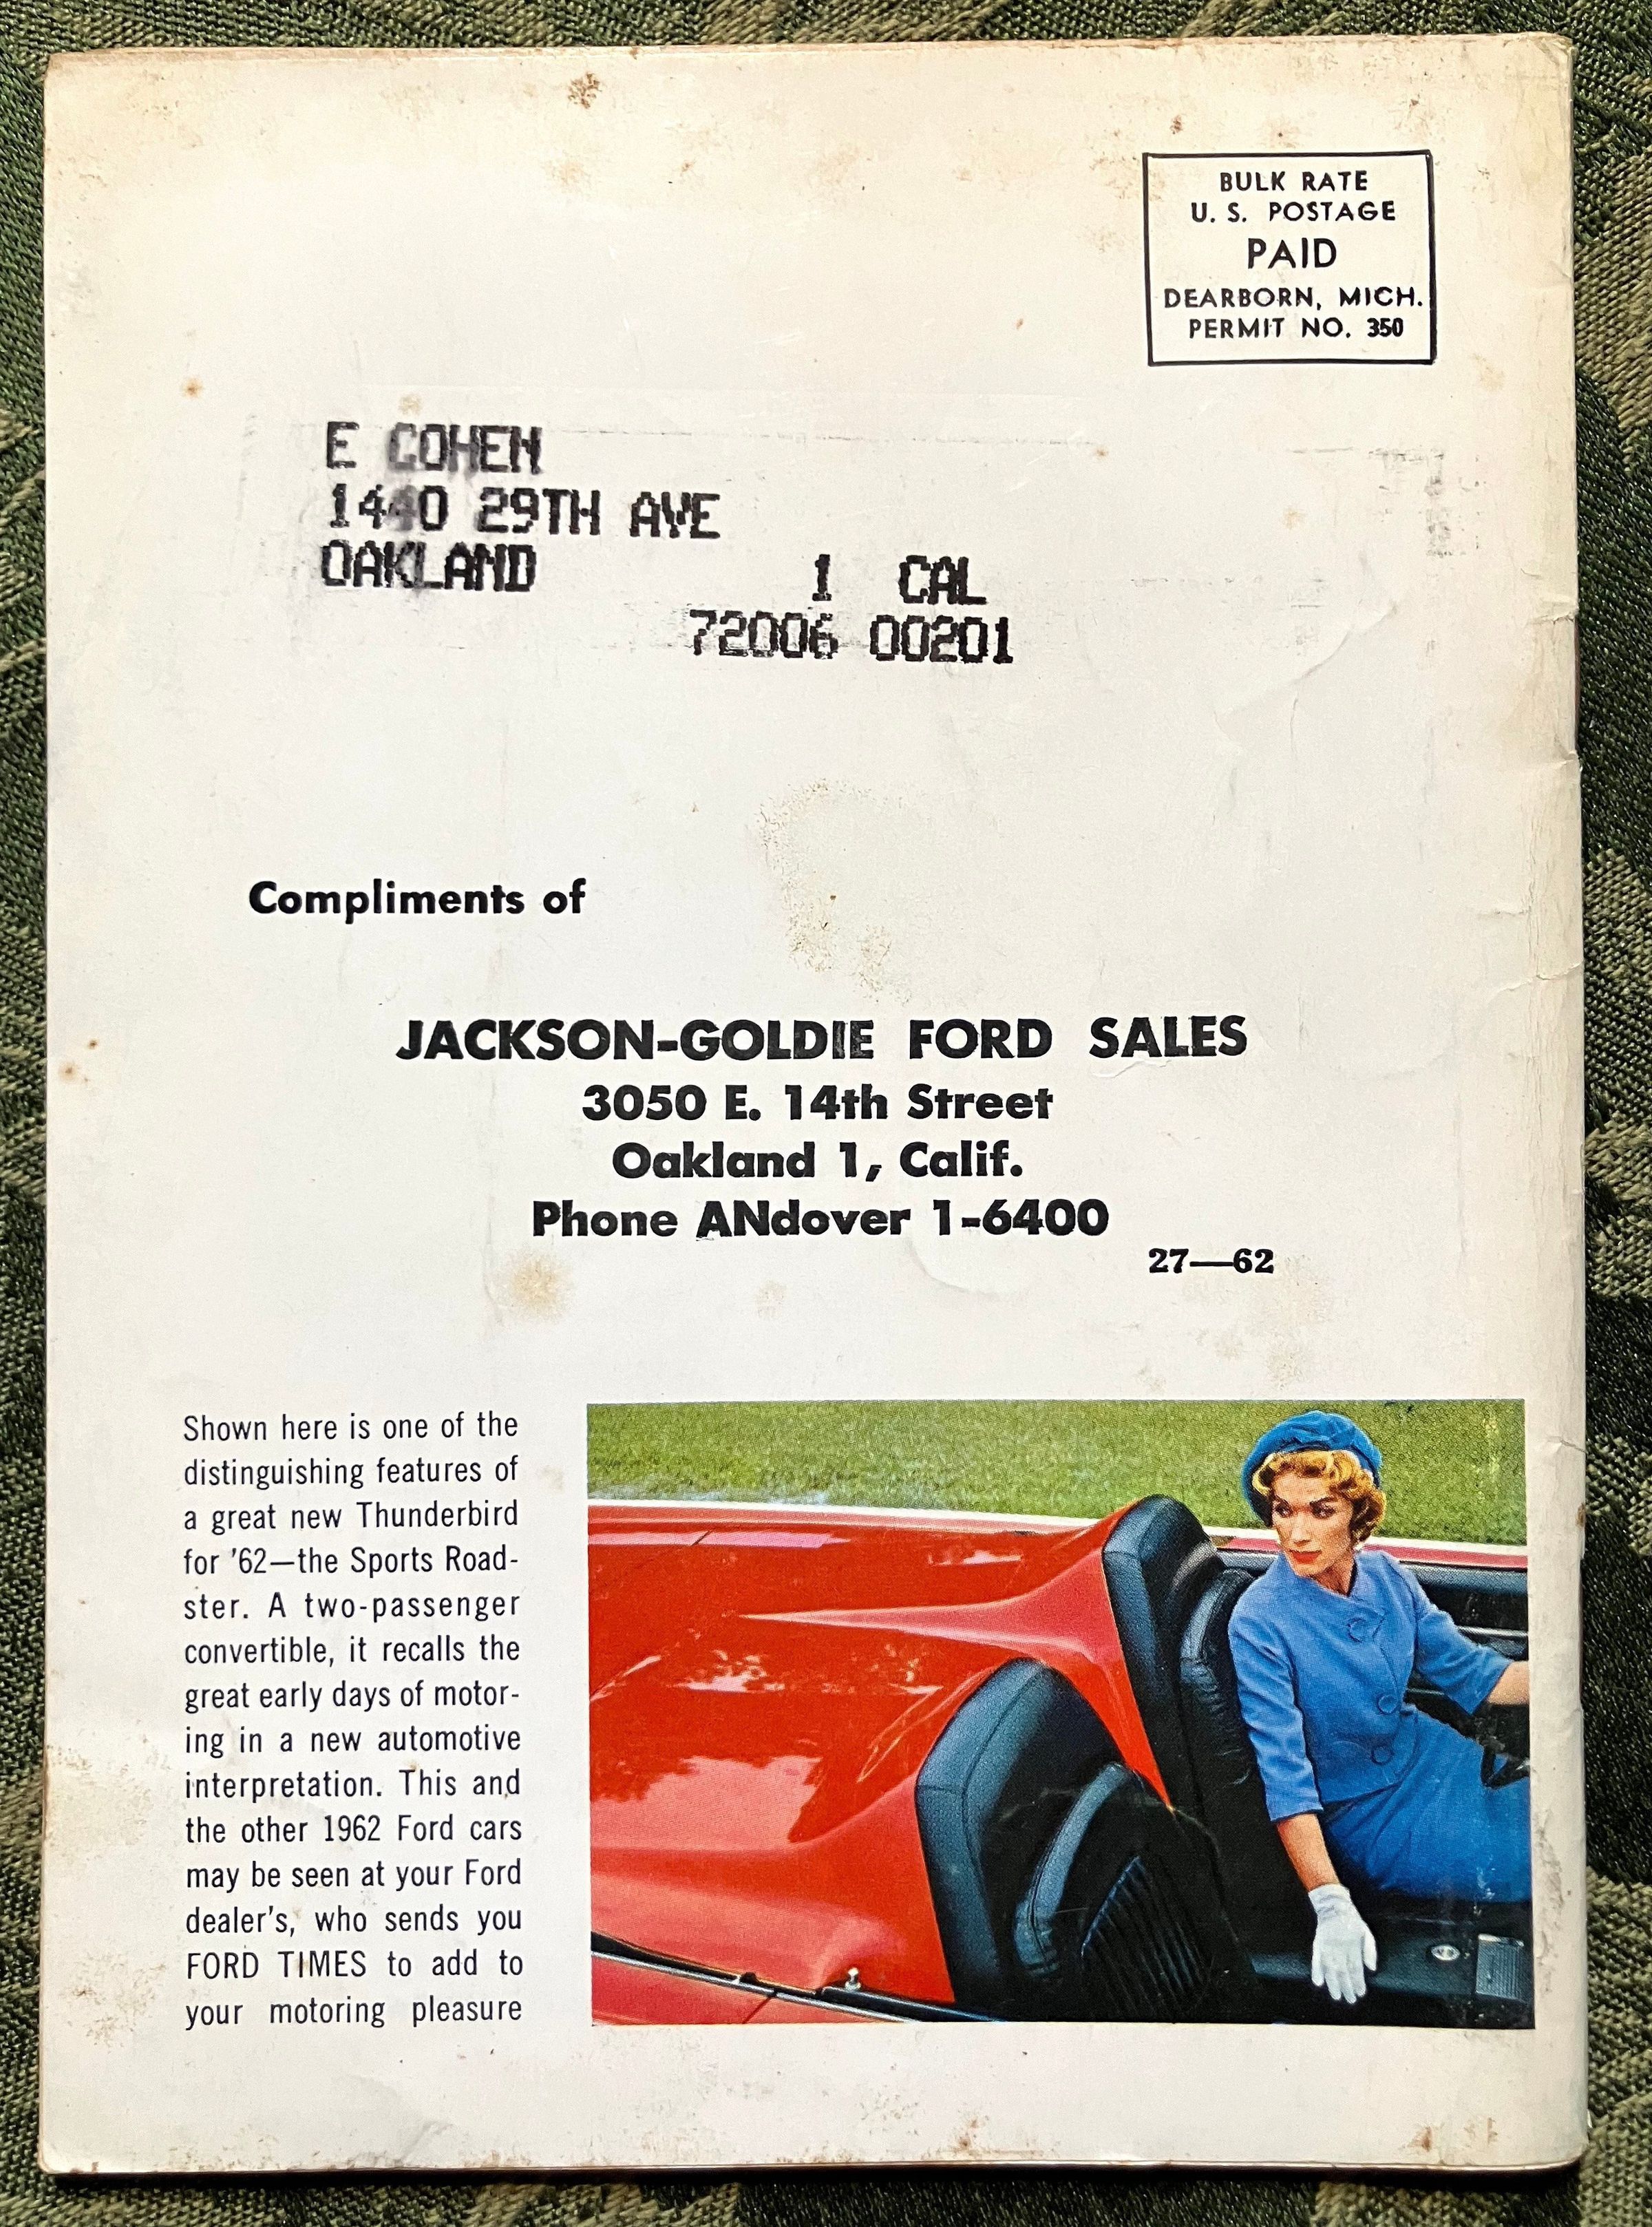 BULK RATE
U. S. POSTAGE
PAID
DEARBORN, MICH.
PERMIT NO. 350
E COHEN
1440 29TH AVE
OAKLAND 1 CAL
72006 00201
Compliments of
JACKSON-GOLDIE FORD SALES
3050 E. 14th Street
Oakland 1, Calif.
Phone ANdover 1-6400
27—62
Shown here is one of the
distinguishing features of
a great new Thunderbird
for '62—the Sports Road-
ster. A two-passenger
convertible, it recalls the
great early days of motor-
ing in a new automotive
interpretation. This and
the other 1962 Ford cars
may be seen at your Ford
dealer's, who sends you
FORD TIMES to add to
your motoring pleasure